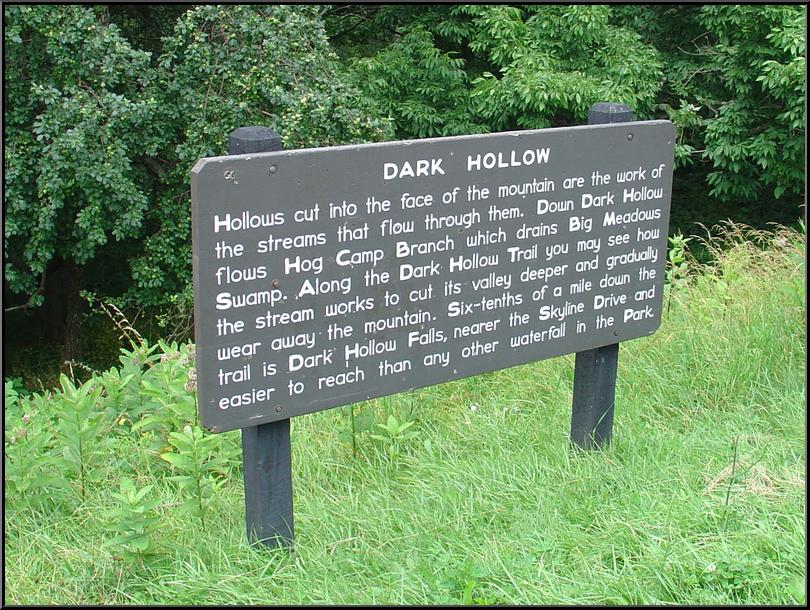 DARK HOLLOW
Hollows cut into the face of the mountain are the work of
the streams that flow through them. Down Dark Hollow
flows Hog Camp Branch which drains Big Meadows
Swamp. Along the Dark Hollow Trail you may see how
the stream works to cut its valley deeper and gradually
wear away the mountain. Six-tenths of a mile down the
trail is Dark Hollow Falls, nearer the Skyline Drive and
easier to reach than any other waterfall in the Park.